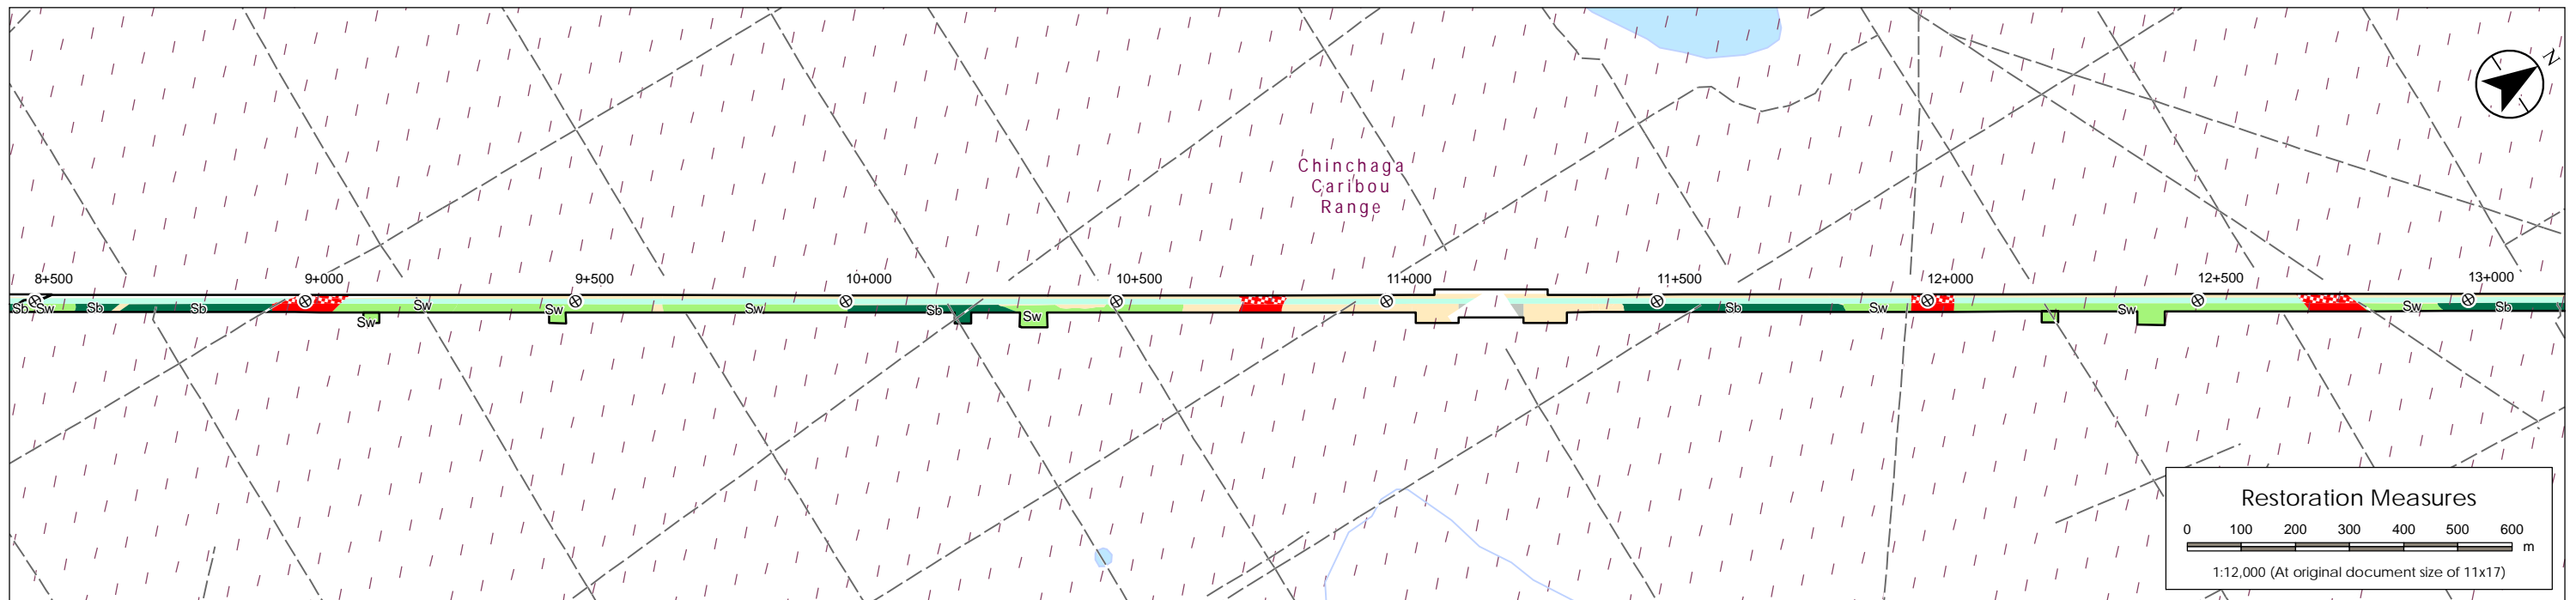 N
Chinchaga
Caribou
Range
8+500 9+000 9+500 10+000 10+500 11+000 11+500 12+000 12+500 13+000
Sb Sw Sb Sb Sw Sw Sw Sw Sb Sw Sb Sw Sw Sw Sb
Restoration Measures
0 100 200 300 400 500 600
m
1:12,000 (At original document size of 11x17)